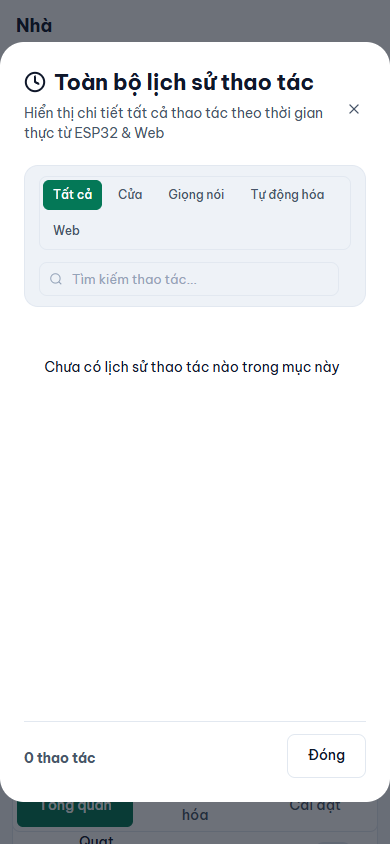 Nhà
Toàn bộ lịch sử thao tác
Hiển thị chi tiết tất cả thao tác theo thời gian
thực từ ESP32 & Web
Tất cả
Cửa
Giọng nói
Tự động hóa
Web
Tìm kiếm thao tác...
Chưa có lịch sử thao tác nào trong mục này
0 thao tác
Đóng
Tổng quan
hóa
Cài đặt
Quạt